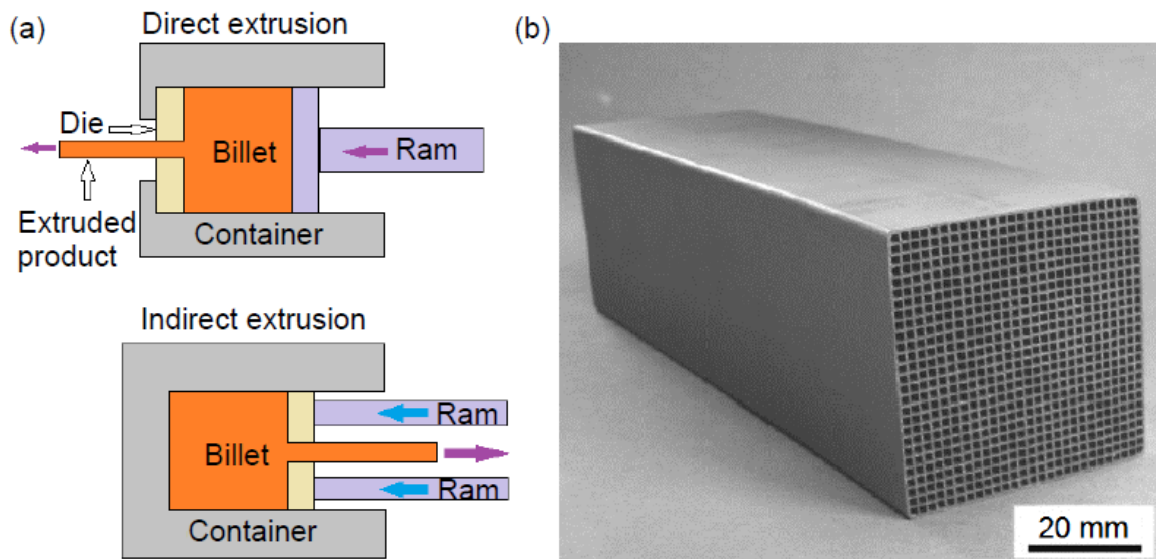 (a)
Direct extrusion
Die
Billet
Ram
Extruded
product
Container
Indirect extrusion
Ram
Billet
Ram
Container
(b)
20 mm